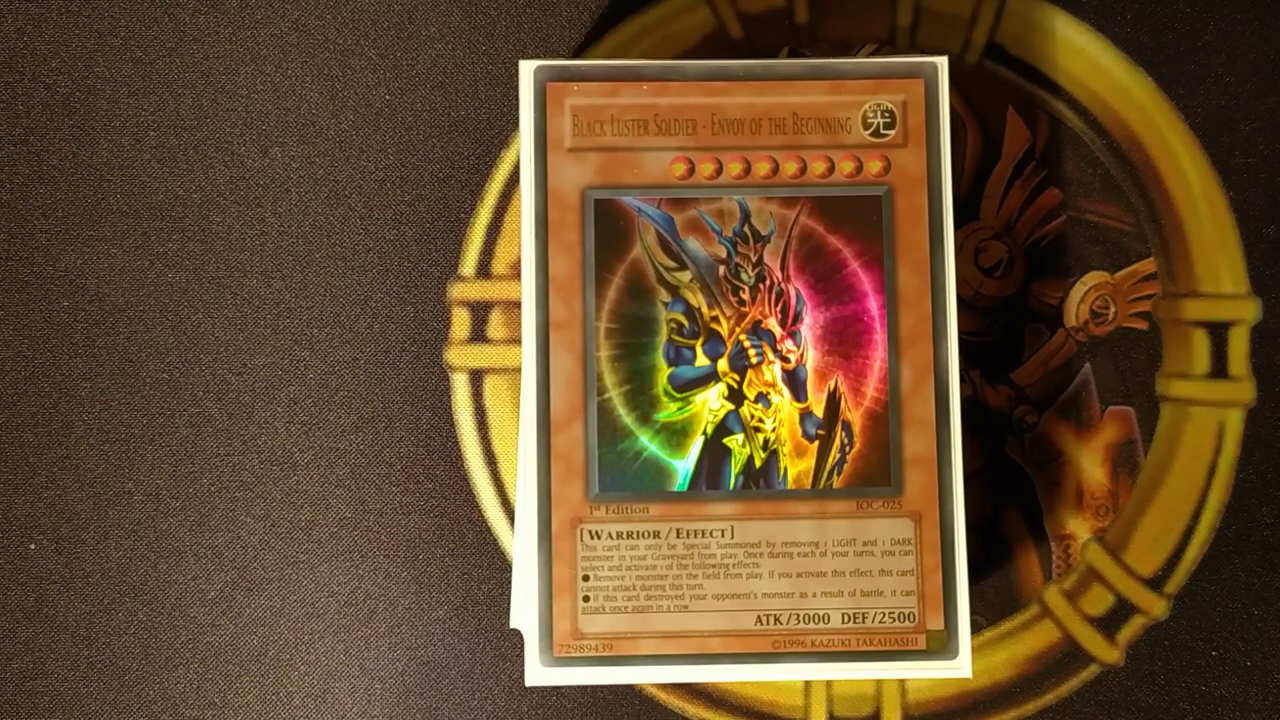 BLACK LUSTER SOLDIER - ENVOY OF THE BEGINNING
LIGHT
光
1st Edition
IOC-025
[WARRIOR/EFFECT]
This card can only be Special Summoned by removing 1 LIGHT and 1 DARK
monster in your Graveyard from play. Once during each of your turns, you can
select and activate 1 of the following effects:
● Remove 1 monster on the field from play. If you activate this effect, this card
cannot attack during this turn.
● If this card destroyed your opponent's monster as a result of battle, it can
attack once again in a row.
ATK/3000 DEF/2500
72989439
©1996 KAZUKI TAKAHASHI